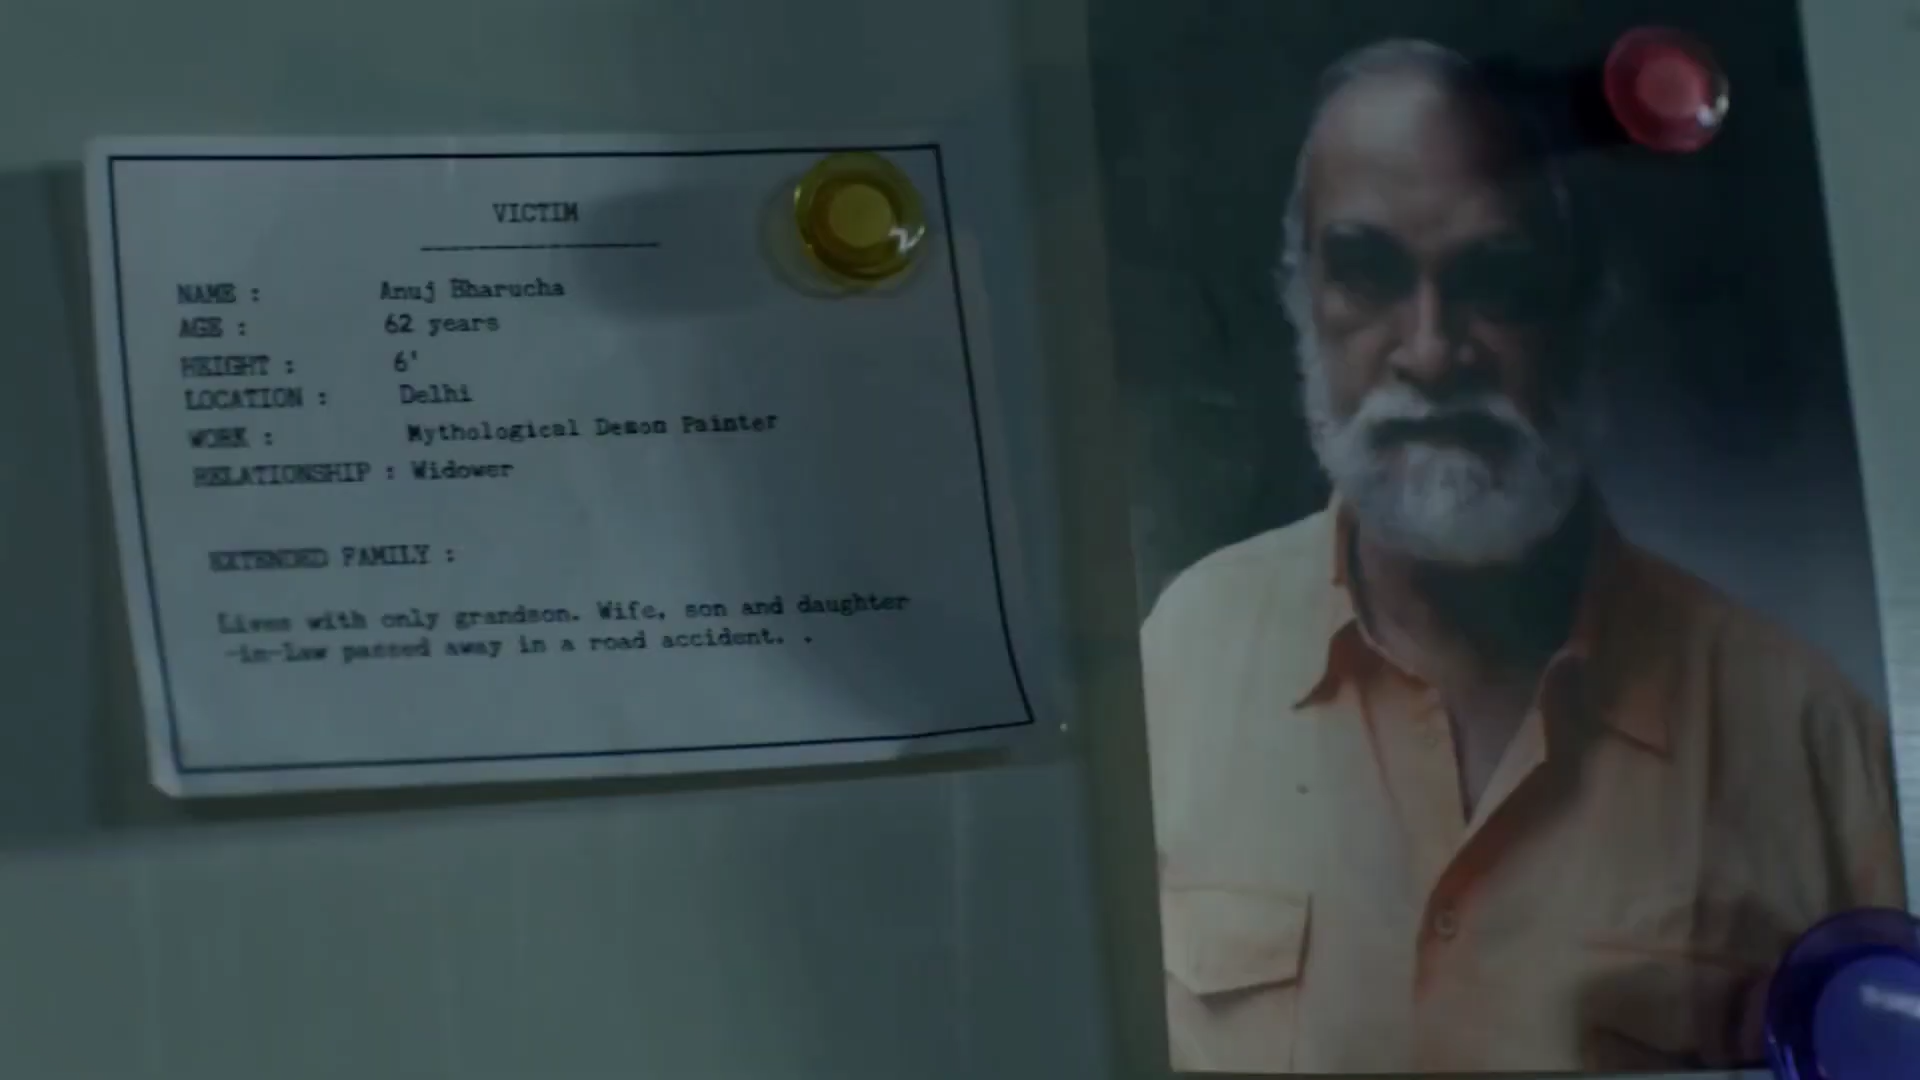 VICTIM
NAME : Anuj Bharucha
AGE : 62 years
HEIGHT : 6'
LOCATION : Delhi
WORK : Mythological Demon Painter
RELATIONSHIP : Widower
EXTENDED FAMILY :
Lives with only grandson. Wife, son and daughter
-in-law passed away in a road accident. .